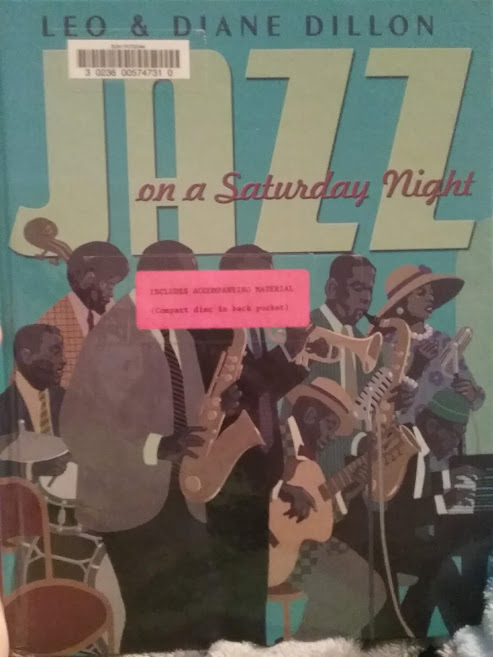 LEO & DIANE DILLON
3 0236 00574731 0
JAZZ
on a Saturday Night
INCLUDES ACCOMPANYING MATERIAL
(Compact disc in back pocket)